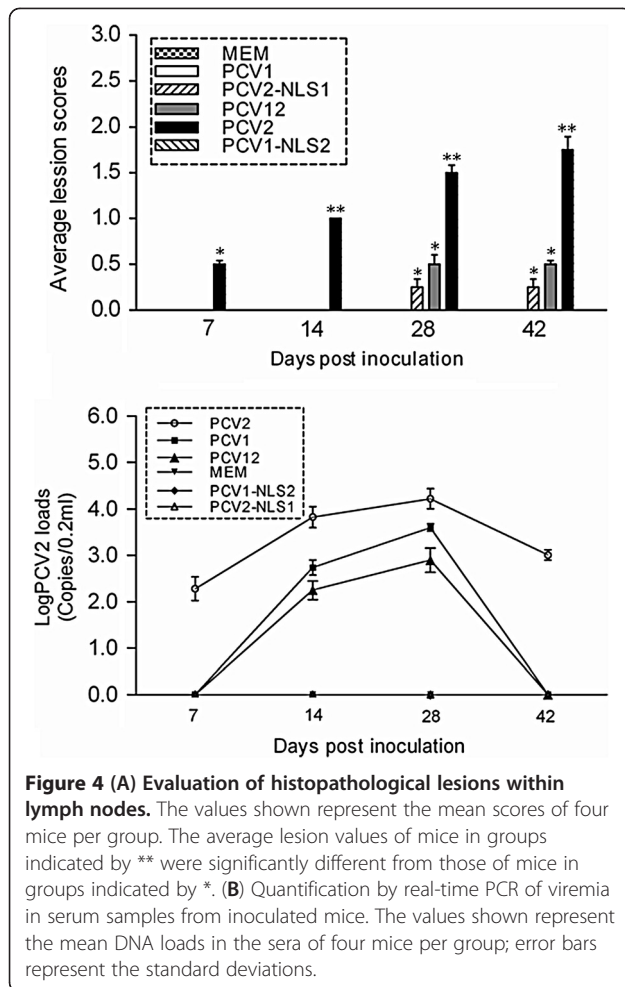 3.0
2.5
2.0
1.5
1.0
0.5
0.0
Average lession scores
MEM
PCV1
PCV2-NLS1
PCV12
PCV2
PCV1-NLS2
* ** * * ** * * **
7 14 28 42
Days post inoculation
6.0
5.0
4.0
3.0
2.0
1.0
0.0
LogPCV2 loads
(Copies/0.2ml)
PCV2
PCV1
PCV12
MEM
PCV1-NLS2
PCV2-NLS1
7 14 28 42
Days post inoculation
Figure 4 (A) Evaluation of histopathological lesions within
lymph nodes. The values shown represent the mean scores of four
mice per group. The average lesion values of mice in groups
indicated by ** were significantly different from those of mice in
groups indicated by *. (B) Quantification by real-time PCR of viremia
in serum samples from inoculated mice. The values shown represent
the mean DNA loads in the sera of four mice per group; error bars
represent the standard deviations.